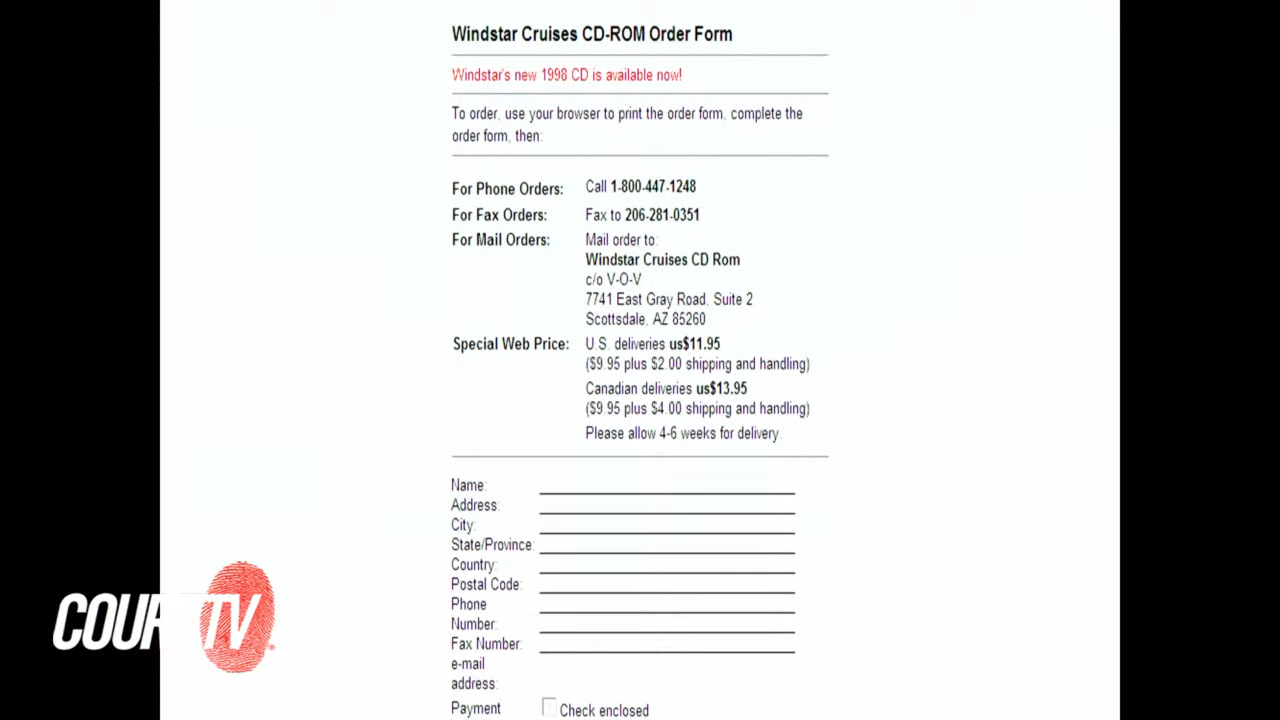 Windstar Cruises CD-ROM Order Form
Windstar's new 1998 CD is available now!
To order, use your browser to print the order form, complete the
order form, then:
For Phone Orders: Call 1-800-447-1248
For Fax Orders: Fax to 206-281-0351
For Mail Orders: Mail order to:
Windstar Cruises CD Rom
c/o V-O-V
7741 East Gray Road, Suite 2
Scottsdale, AZ 85260
Special Web Price: U.S. deliveries us$11.95
($9.95 plus $2.00 shipping and handling)
Canadian deliveries us$13.95
($9.95 plus $4.00 shipping and handling)
Please allow 4-6 weeks for delivery.
Name:
Address:
City:
State/Province:
Country:
Postal Code:
Phone
Number:
Fax Number:
e-mail
address:
Payment Check enclosed
COURT TV